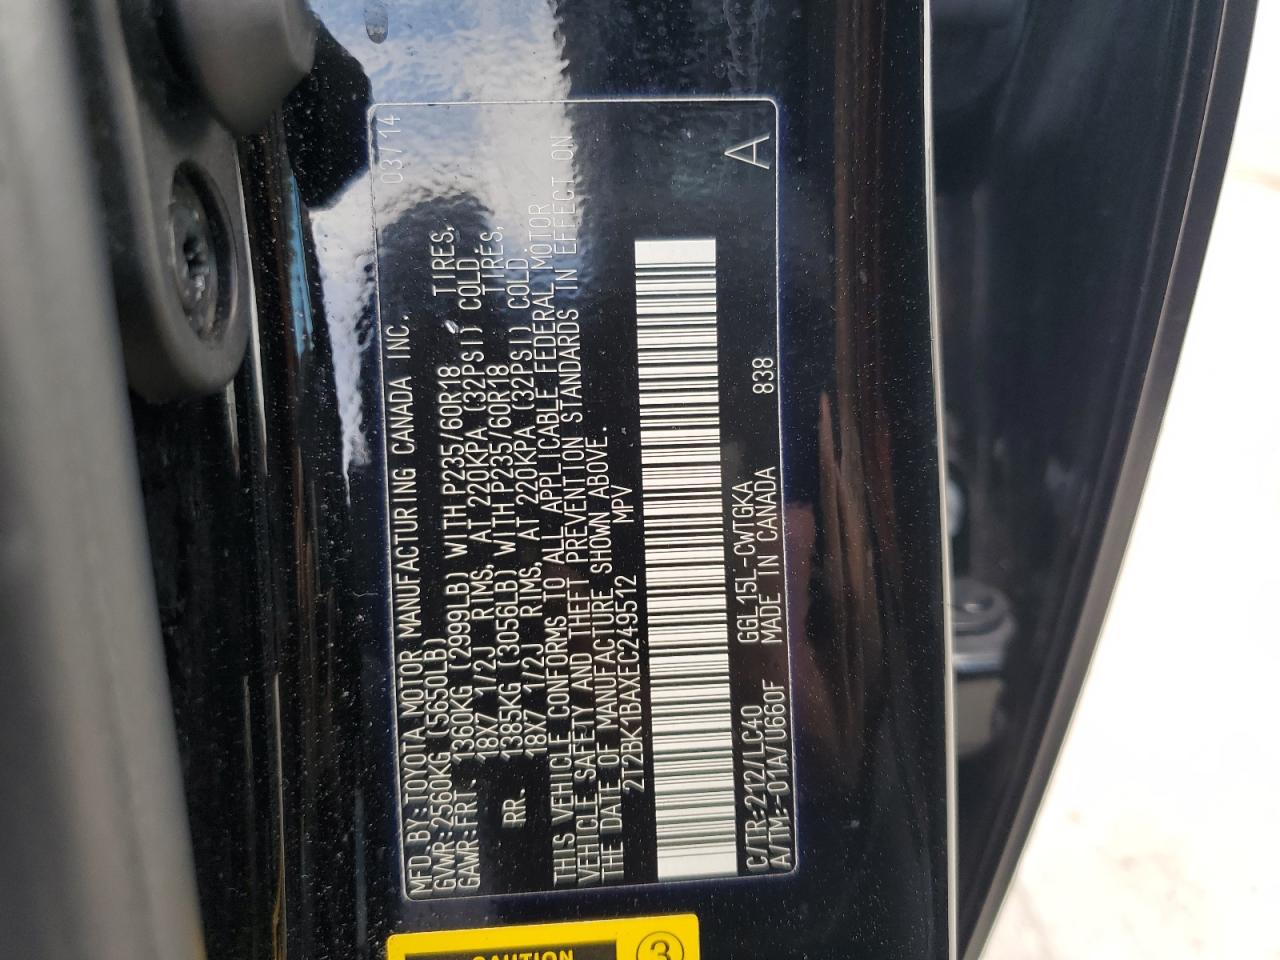 MFD.BY:TOYOTA MOTOR MANUFACTURING CANADA INC. 03/14
GVWR:2560KG (5650LB)
GAWR:FRT. 1360KG (2999LB) WITH P235/60R18 TIRES,
18X7 1/2J RIMS, AT 220KPA (32PSI) COLD
RR. 1385KG (3056LB) WITH P235/60R18 TIRES,
18X7 1/2J RIMS, AT 220KPA (32PSI) COLD
THIS VEHICLE CONFORMS TO ALL APPLICABLE FEDERAL MOTOR
VEHICLE SAFETY AND THEFT PREVENTION STANDARDS IN EFFECT ON
THE DATE OF MANUFACTURE SHOWN ABOVE.
2T2BK1BAXEC249512 MPV
C/TR:212/LC40 GGL15L-CWTGKA 838 A
A/TM:-01A/U660F MADE IN CANADA
CAUTION 3